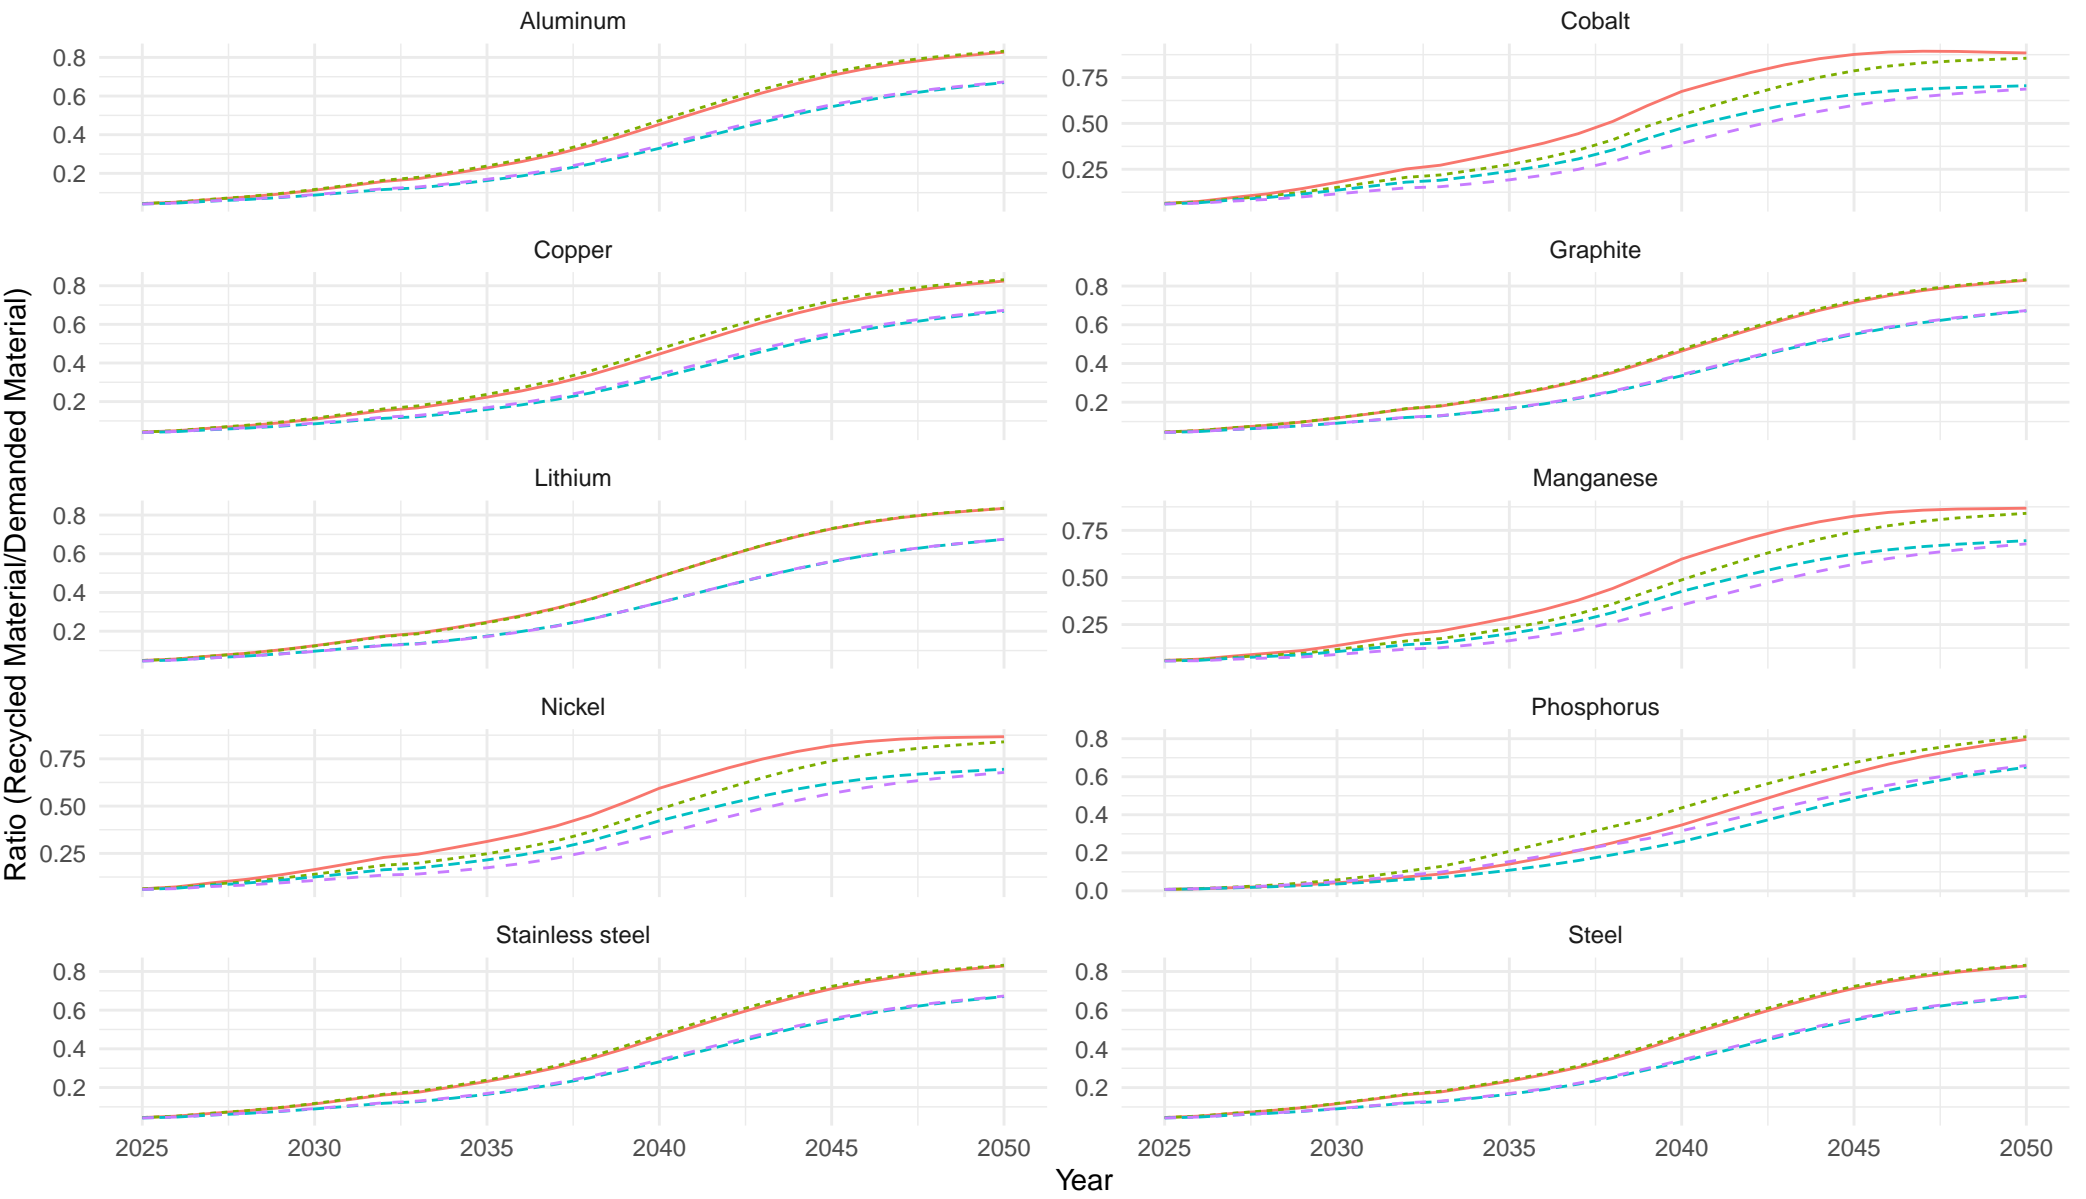 Aluminum
Cobalt
0.8
0.6
0.4
0.2
0.75
0.50
0.25
Copper
Graphite
0.8
0.6
0.4
0.2
0.8
0.6
0.4
0.2
Lithium
Manganese
0.8
0.6
0.4
0.2
0.75
0.50
0.25
Nickel
Phosphorus
0.75
0.50
0.25
0.8
0.6
0.4
0.2
0.0
Stainless steel
Steel
0.8
0.6
0.4
0.2
0.8
0.6
0.4
0.2
2025 2030 2035 2040 2045 2050
2025 2030 2035 2040 2045 2050
Year
Ratio (Recycled Material/Demanded Material)